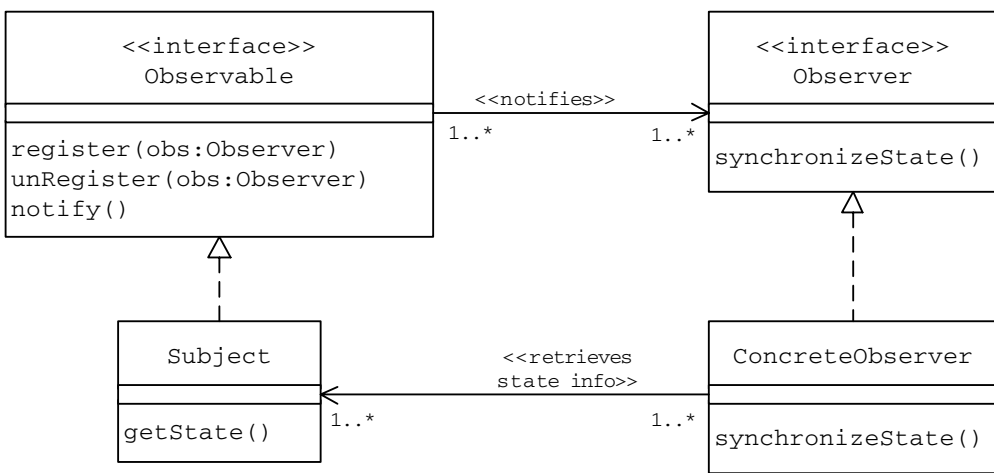 <<interface>>
Observable
register(obs:Observer)
unRegister(obs:Observer)
notify()
<<notifies>>
1..*
1..*
<<interface>>
Observer
synchronizeState()
Subject
getState()
<<retrieves
state info>>
1..*
1..*
ConcreteObserver
synchronizeState()